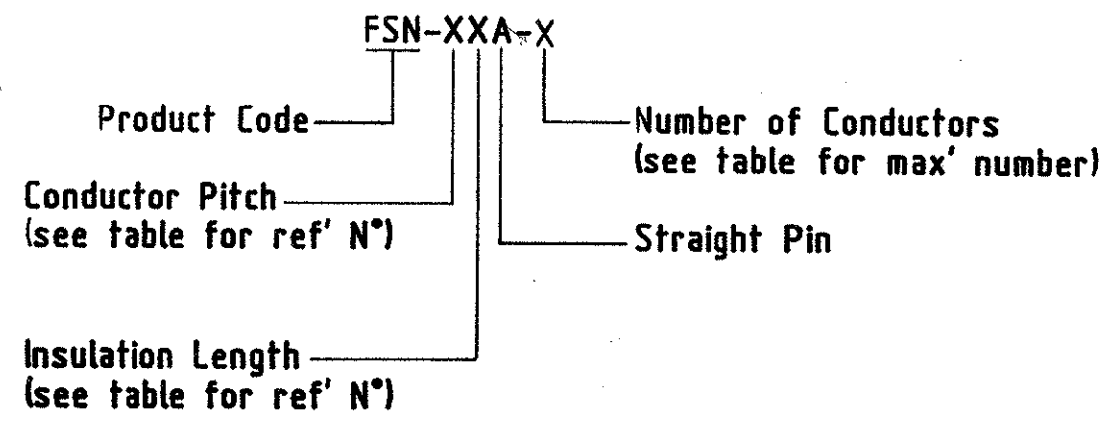 FSN-XXA-X
Product Code
Number of Conductors
(see table for max' number)
Conductor Pitch
(see table for ref' N°)
Straight Pin
Insulation Length
(see table for ref' N°)